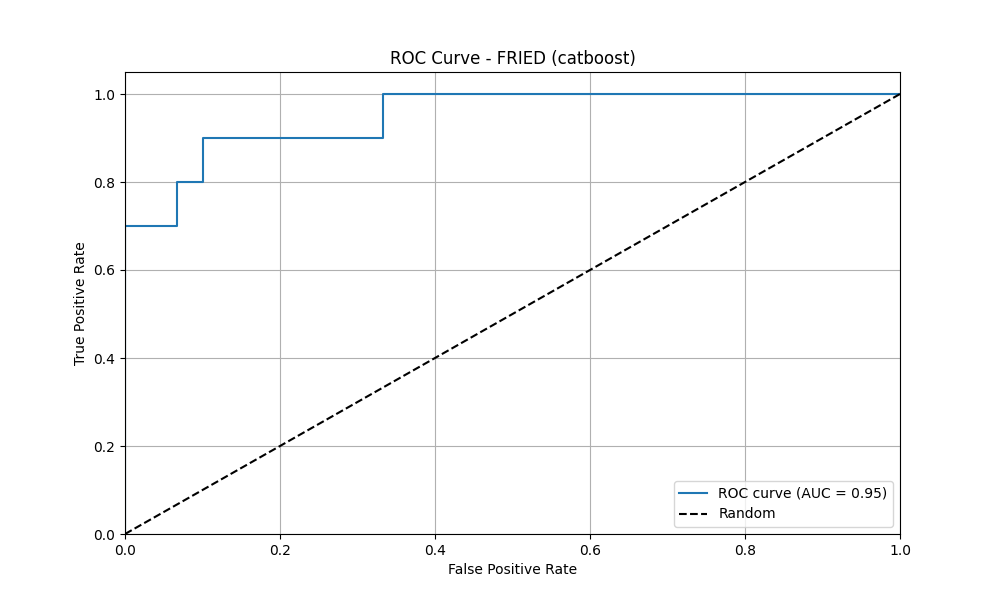 ROC Curve - FRIED (catboost)
True Positive Rate
1.0
0.8
0.6
0.4
0.2
0.0
0.0 0.2 0.4 0.6 0.8 1.0
False Positive Rate
ROC curve (AUC = 0.95)
Random